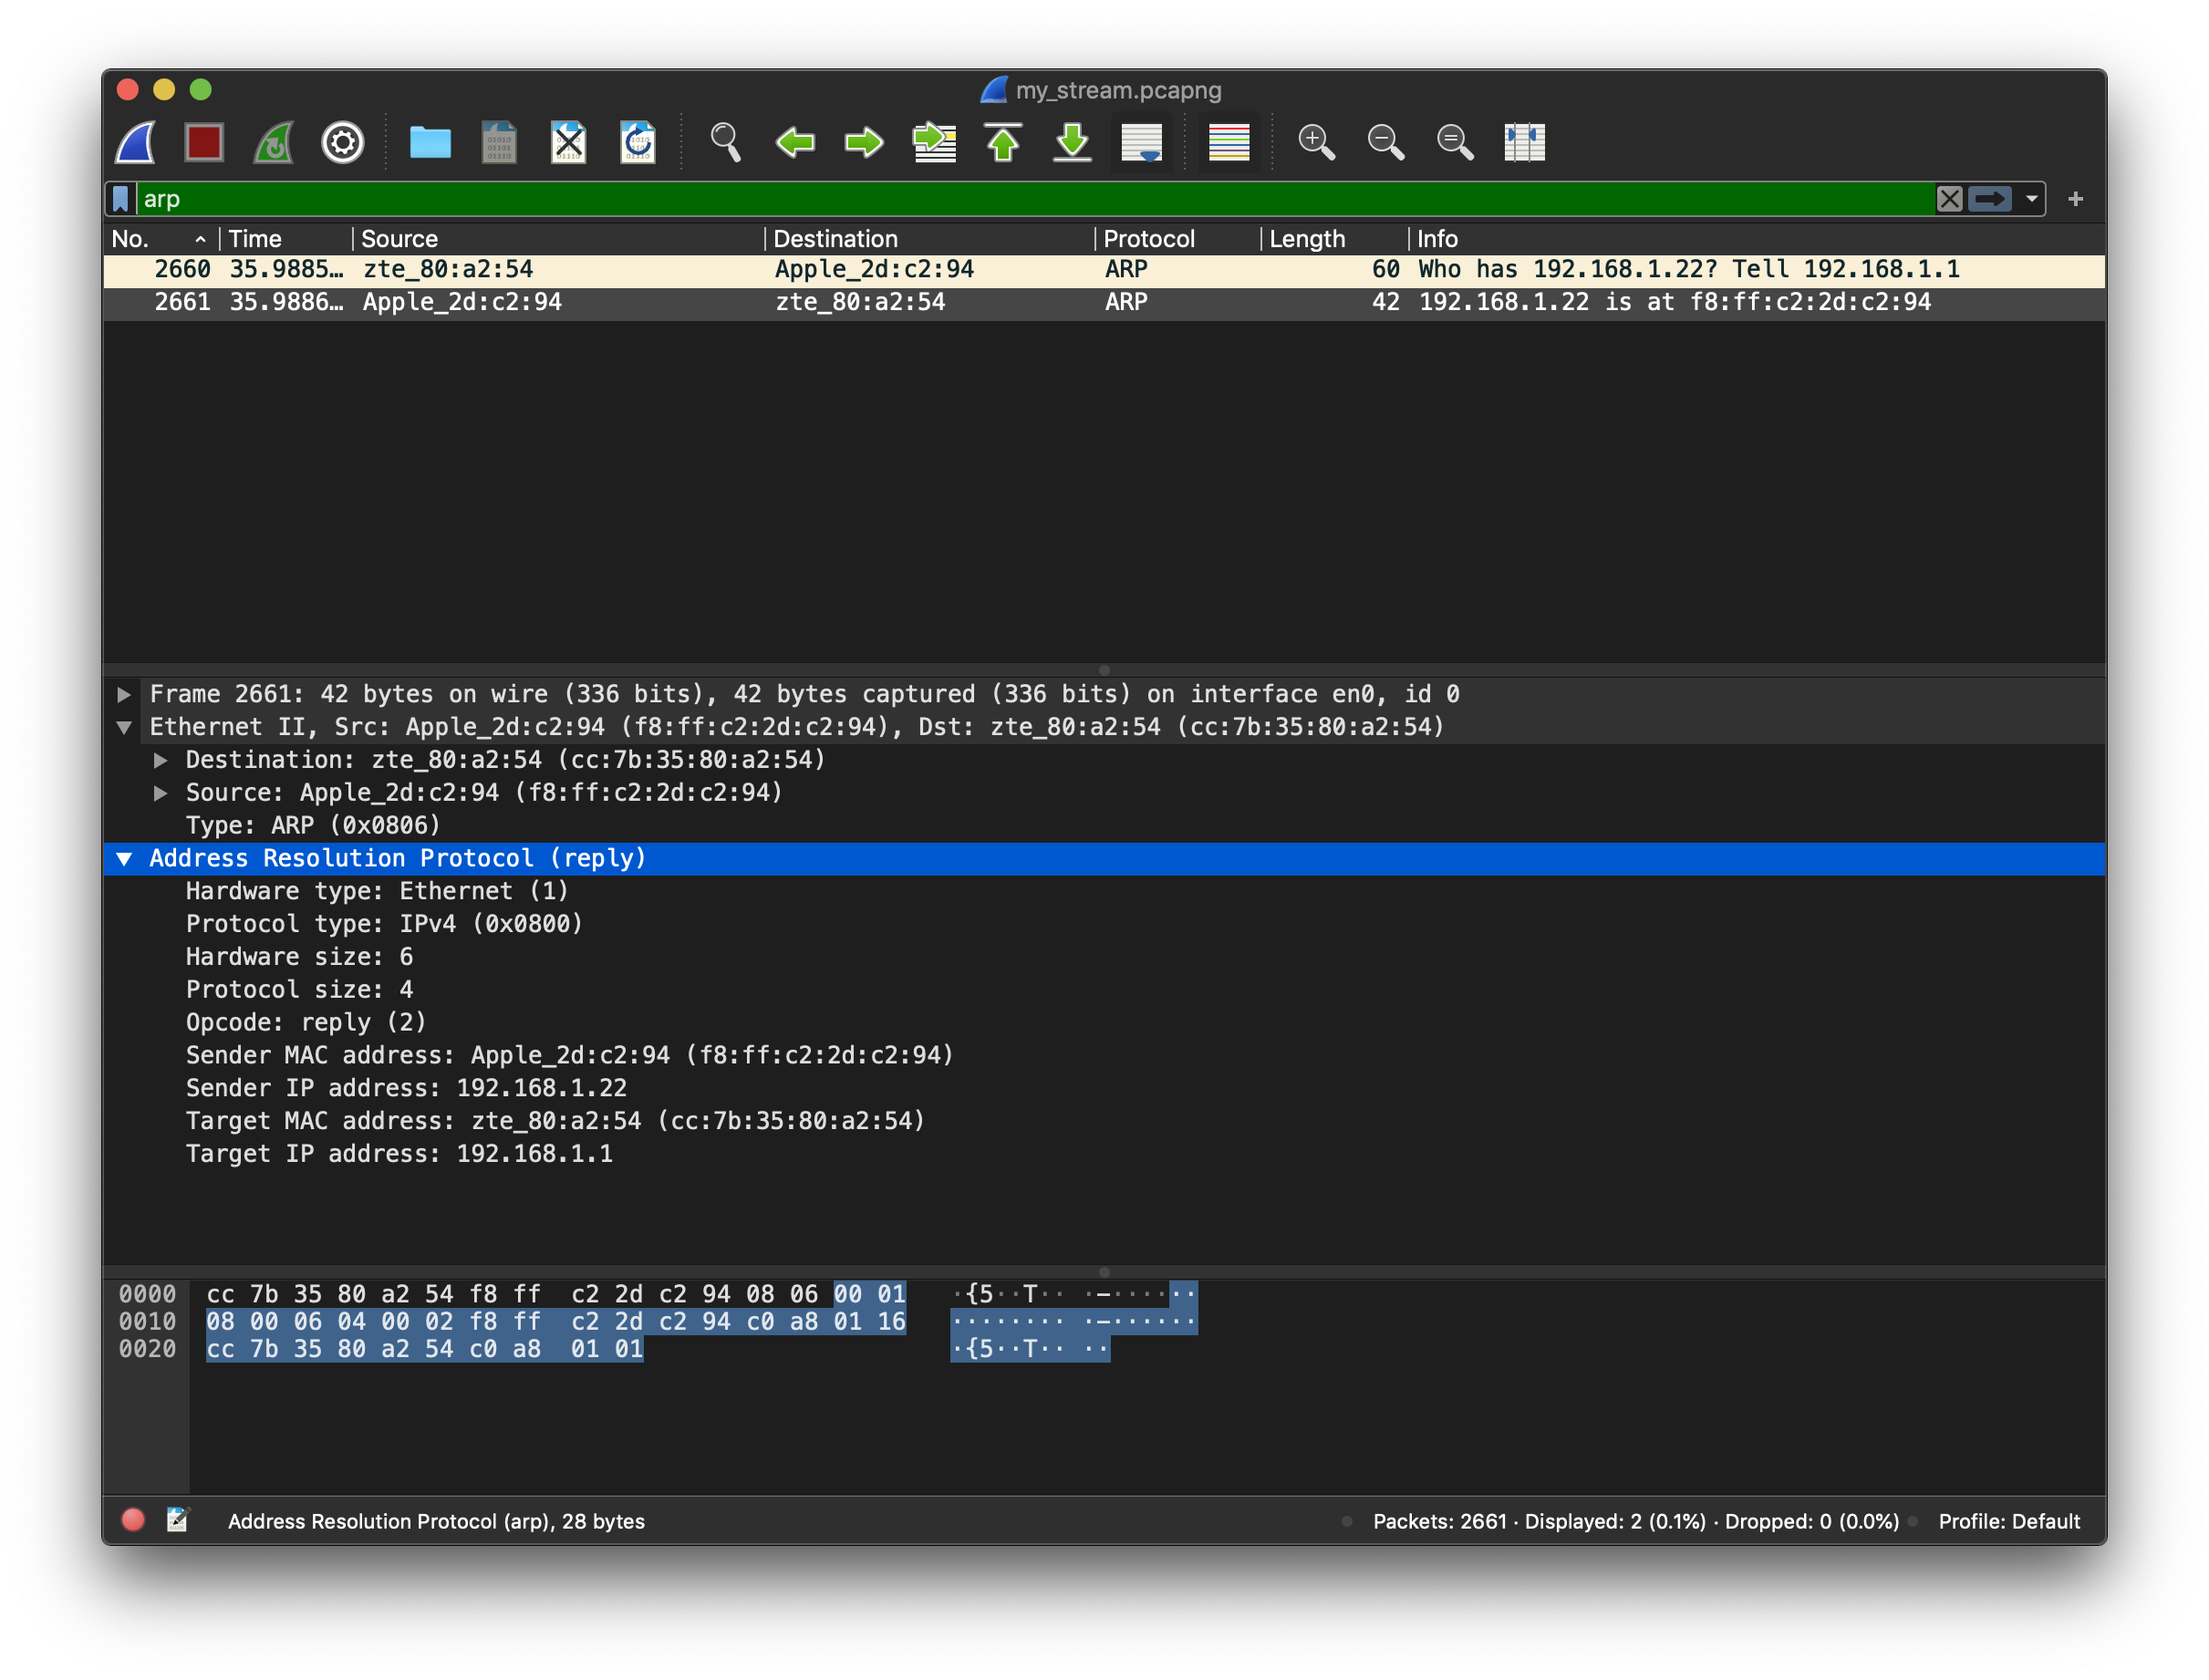 my_stream.pcapng
arp
No. Time Source Destination Protocol Length Info
2660 35.9885… zte_80:a2:54 Apple_2d:c2:94 ARP 60 Who has 192.168.1.22? Tell 192.168.1.1
2661 35.9886… Apple_2d:c2:94 zte_80:a2:54 ARP 42 192.168.1.22 is at f8:ff:c2:2d:c2:94
Frame 2661: 42 bytes on wire (336 bits), 42 bytes captured (336 bits) on interface en0, id 0
Ethernet II, Src: Apple_2d:c2:94 (f8:ff:c2:2d:c2:94), Dst: zte_80:a2:54 (cc:7b:35:80:a2:54)
Destination: zte_80:a2:54 (cc:7b:35:80:a2:54)
Source: Apple_2d:c2:94 (f8:ff:c2:2d:c2:94)
Type: ARP (0x0806)
Address Resolution Protocol (reply)
Hardware type: Ethernet (1)
Protocol type: IPv4 (0x0800)
Hardware size: 6
Protocol size: 4
Opcode: reply (2)
Sender MAC address: Apple_2d:c2:94 (f8:ff:c2:2d:c2:94)
Sender IP address: 192.168.1.22
Target MAC address: zte_80:a2:54 (cc:7b:35:80:a2:54)
Target IP address: 192.168.1.1
0000 cc 7b 35 80 a2 54 f8 ff c2 2d c2 94 08 06 00 01 ·{5··T·· ·-······
0010 08 00 06 04 00 02 f8 ff c2 2d c2 94 c0 a8 01 16 ········ ·-······
0020 cc 7b 35 80 a2 54 c0 a8 01 01 ·{5··T·· ··
Address Resolution Protocol (arp), 28 bytes
Packets: 2661 · Displayed: 2 (0.1%) · Dropped: 0 (0.0%)
Profile: Default